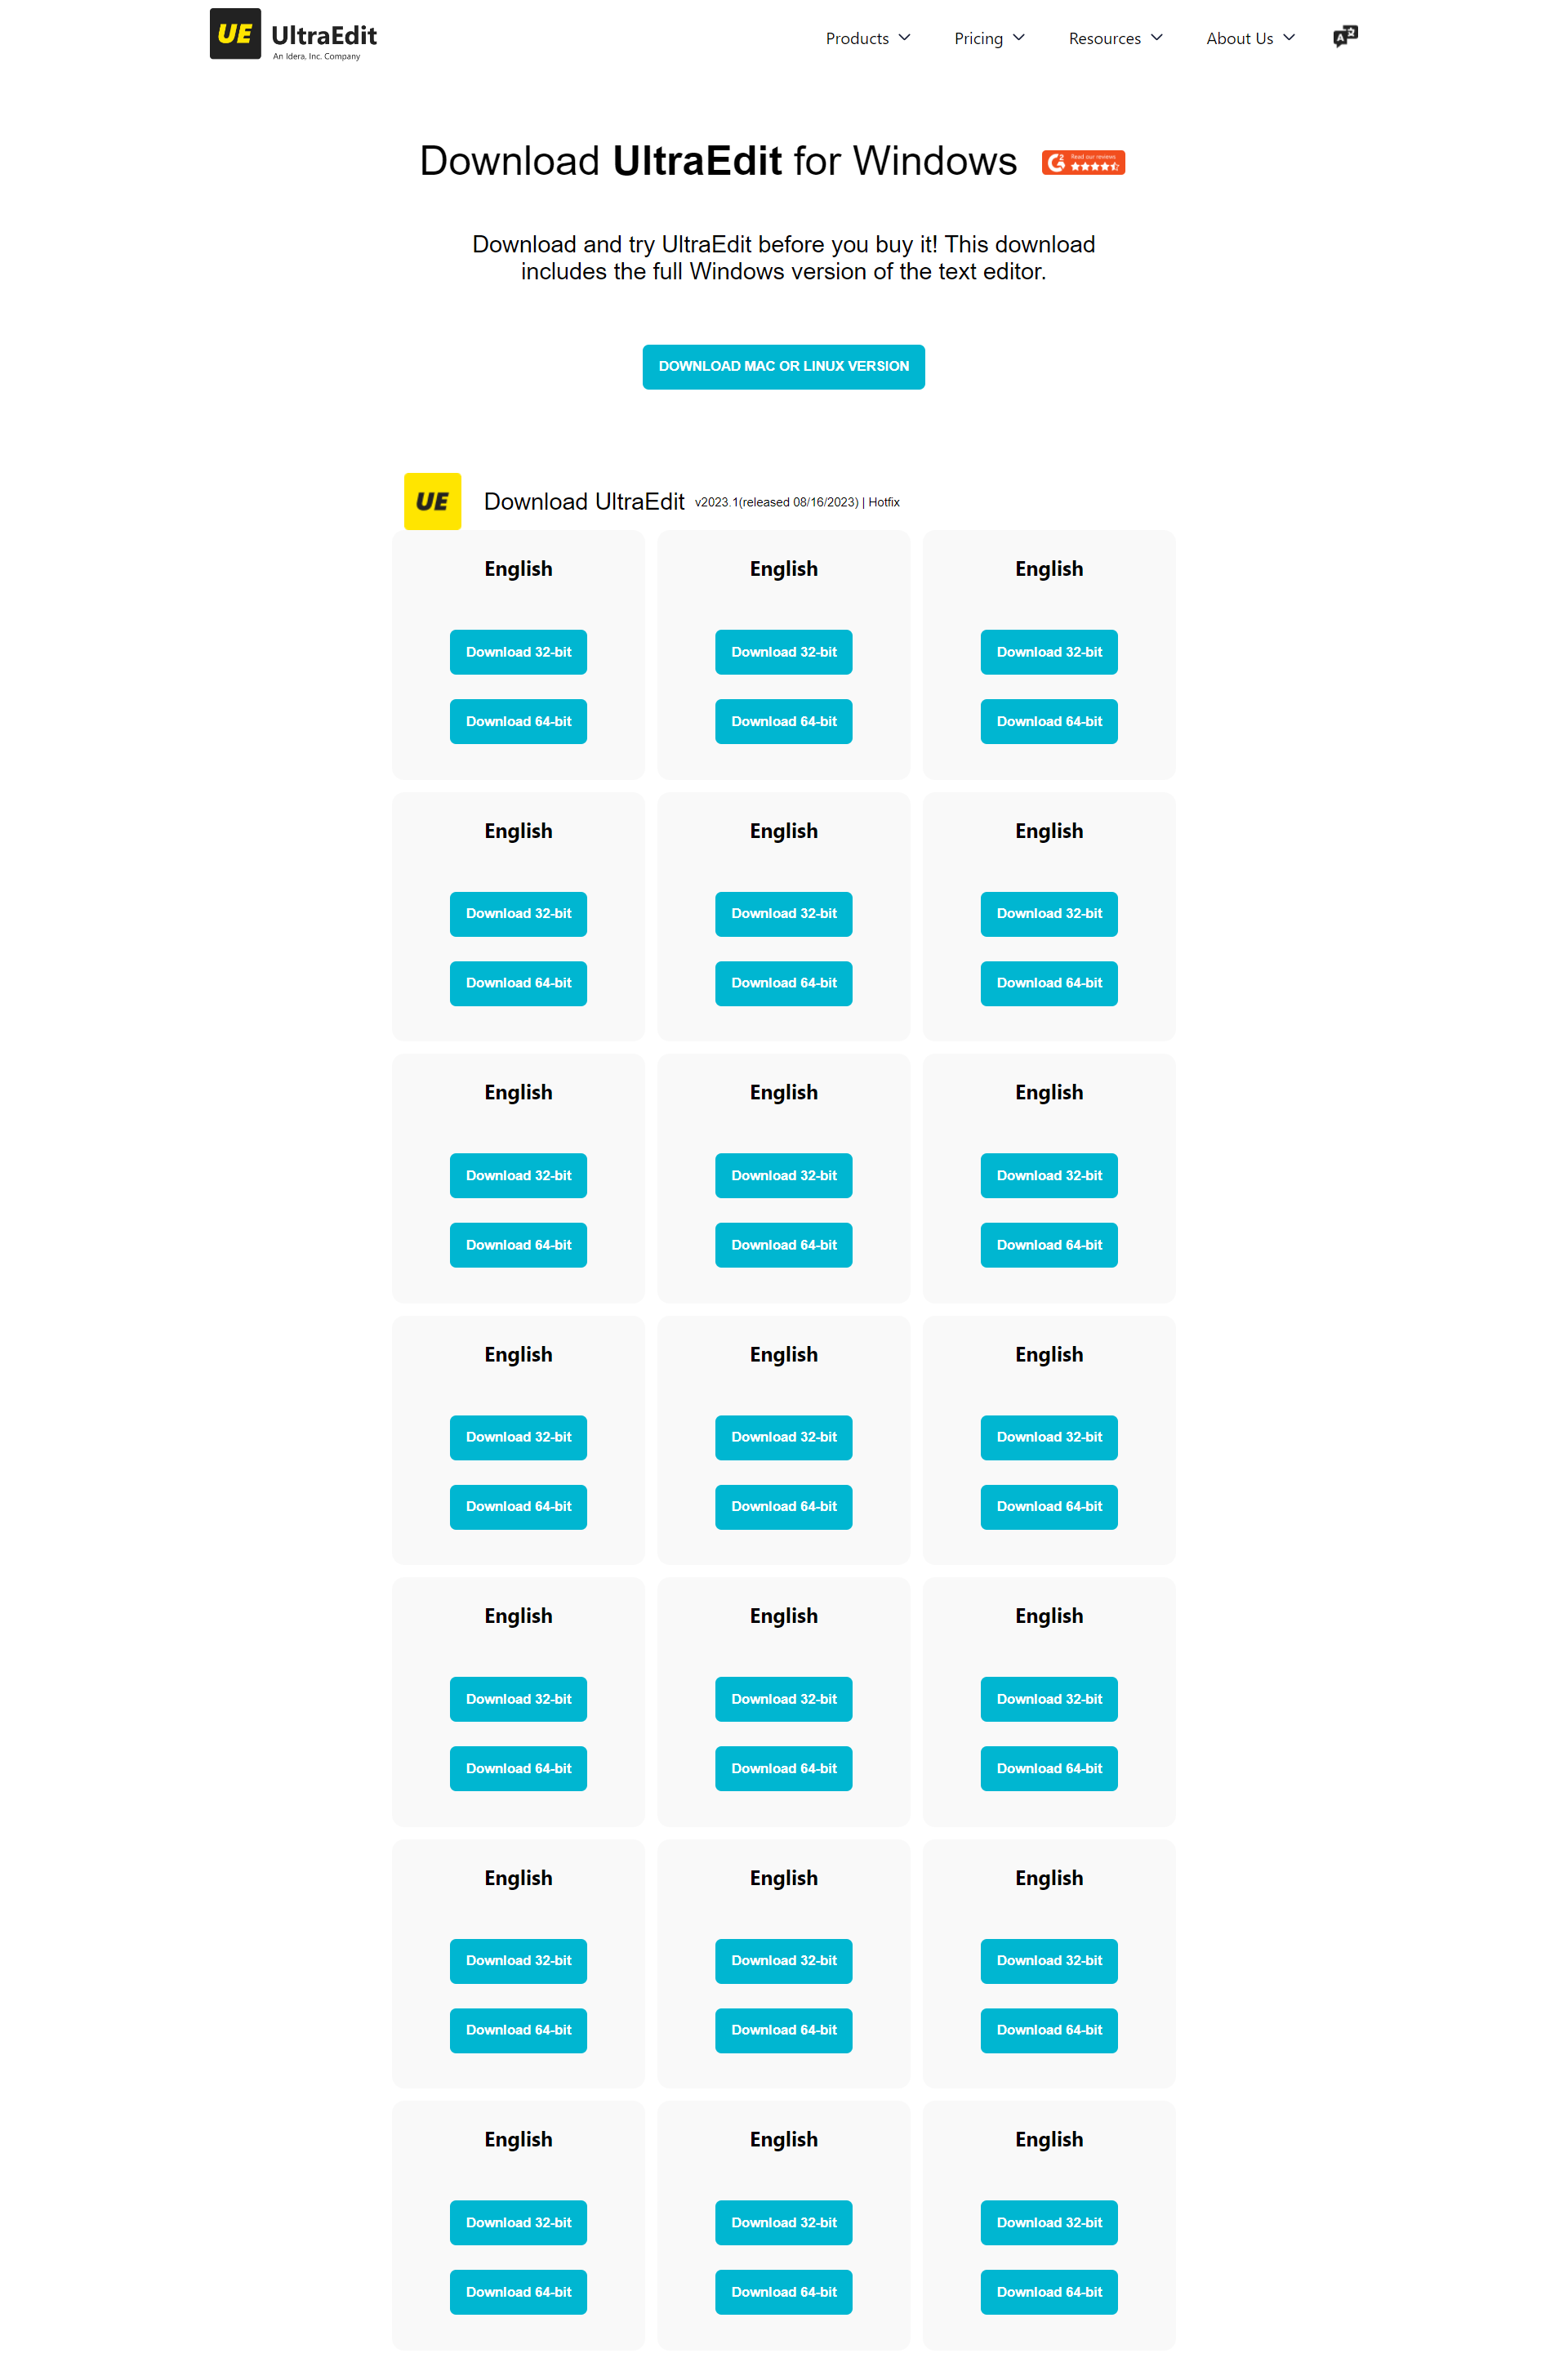 UE UltraEdit
An Idera, Inc. Company
Products Pricing Resources About Us
Download UltraEdit for Windows
Read our reviews
Download and try UltraEdit before you buy it! This download
includes the full Windows version of the text editor.
DOWNLOAD MAC OR LINUX VERSION
UE Download UltraEdit v2023.1(released 08/16/2023) | Hotfix
English English English
Download 32-bit Download 32-bit Download 32-bit
Download 64-bit Download 64-bit Download 64-bit
English English English
Download 32-bit Download 32-bit Download 32-bit
Download 64-bit Download 64-bit Download 64-bit
English English English
Download 32-bit Download 32-bit Download 32-bit
Download 64-bit Download 64-bit Download 64-bit
English English English
Download 32-bit Download 32-bit Download 32-bit
Download 64-bit Download 64-bit Download 64-bit
English English English
Download 32-bit Download 32-bit Download 32-bit
Download 64-bit Download 64-bit Download 64-bit
English English English
Download 32-bit Download 32-bit Download 32-bit
Download 64-bit Download 64-bit Download 64-bit
English English English
Download 32-bit Download 32-bit Download 32-bit
Download 64-bit Download 64-bit Download 64-bit